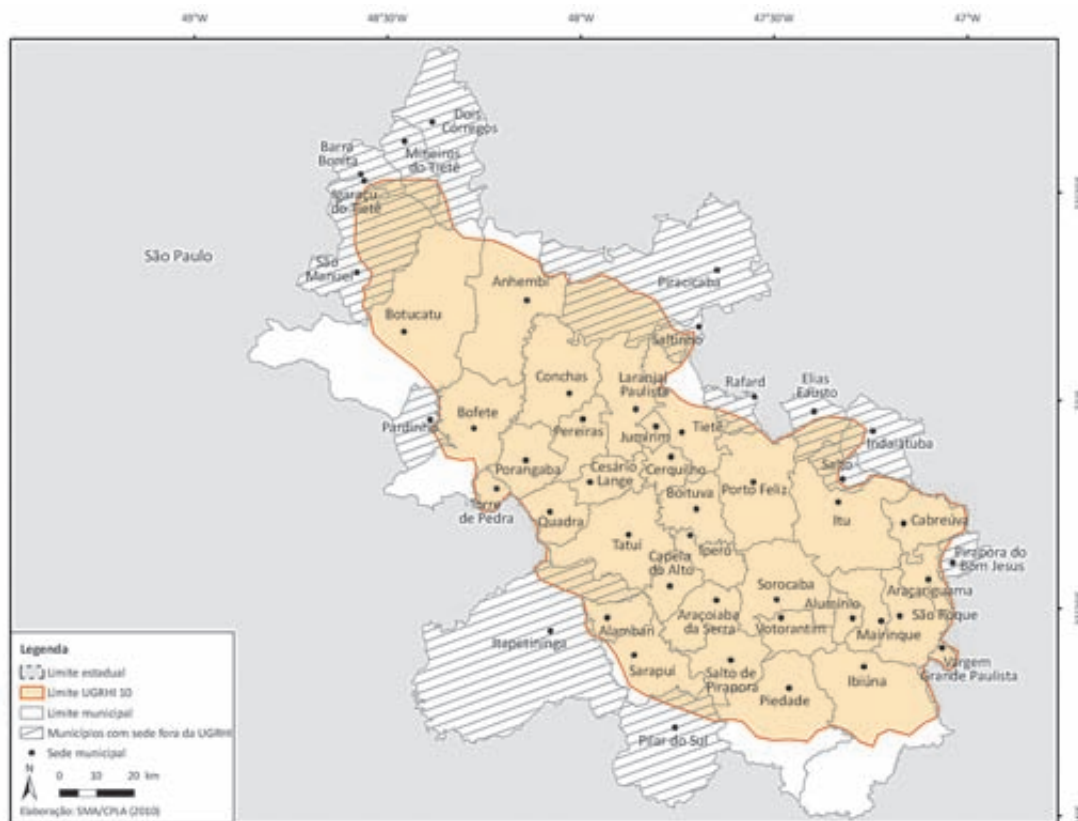 49°W
48°30'W
48°W
47°30'W
47°W
Dois
Córregos
Mineiros
do Tietê
Barra
Bonita
Igaraçu
do Tietê
São Paulo
São
Manuel
Anhembi
Piracicaba
Botucatu
Saltinho
Conchas
Laranjal
Paulista
Rafard
Elias
Fausto
Bofete
Pardinho
Pereiras
Jumirim
Tietê
Indaiatuba
Porangaba
Cesário
Lange
Cerquilho
Salto
Torre
de Pedra
Boituva
Porto Feliz
Itu
Cabreúva
Quadra
Tatuí
Iperó
Capela
do Alto
Pirapora do
Bom Jesus
Sorocaba
Araçariguama
Araçoiaba
da Serra
Alumínio
São Roque
Itapetininga
Alambari
Votorantim
Mairinque
Vargem
Grande Paulista
Sarapuí
Salto de
Pirapora
Piedade
Ibiúna
Pilar do Sul
Legenda
Limite estadual
Limite UGRHI 10
Limite municipal
Municípios com sede fora da UGRHI
Sede municipal
N
0 10 20 km
Elaboração: SMA/CPLA (2010)